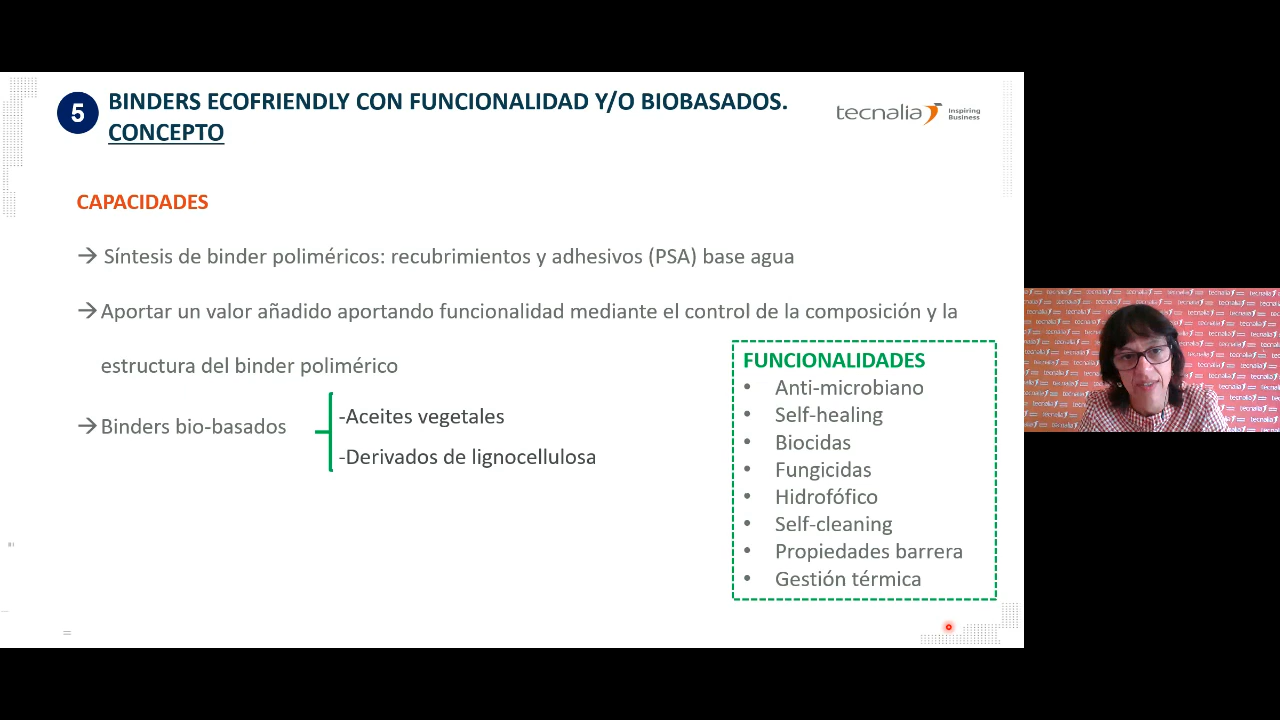 5
BINDERS ECOFRIENDLY CON FUNCIONALIDAD Y/O BIOBASADOS.
CONCEPTO
tecnalia Inspiring
Business
CAPACIDADES
→ Síntesis de binder poliméricos: recubrimientos y adhesivos (PSA) base agua
→ Aportar un valor añadido aportando funcionalidad mediante el control de la composición y la
estructura del binder polimérico
→ Binders bio-basados
-Aceites vegetales
-Derivados de lignocellulosa
FUNCIONALIDADES
• Anti-microbiano
• Self-healing
• Biocidas
• Fungicidas
• Hidrofófico
• Self-cleaning
• Propiedades barrera
• Gestión térmica